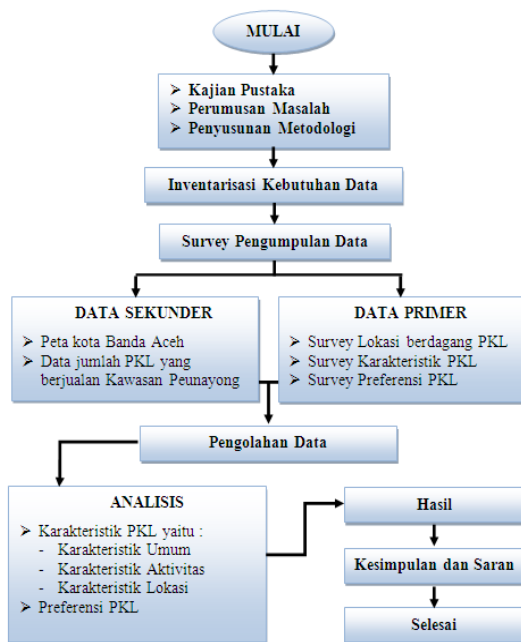 MULAI
➢ Kajian Pustaka
➢ Perumusan Masalah
➢ Penyusunan Metodologi
Inventarisasi Kebutuhan Data
Survey Pengumpulan Data
DATA SEKUNDER
➢ Peta kota Banda Aceh
➢ Data jumlah PKL yang
berjualan Kawasan Peunayong
DATA PRIMER
➢ Survey Lokasi berdagang PKL
➢ Survey Karakteristik PKL
➢ Survey Preferensi PKL
Pengolahan Data
ANALISIS
➢ Karakteristik PKL yaitu :
- Karakteristik Umum
- Karakteristik Aktivitas
- Karakteristik Lokasi
➢ Preferensi PKL
Hasil
Kesimpulan dan Saran
Selesai